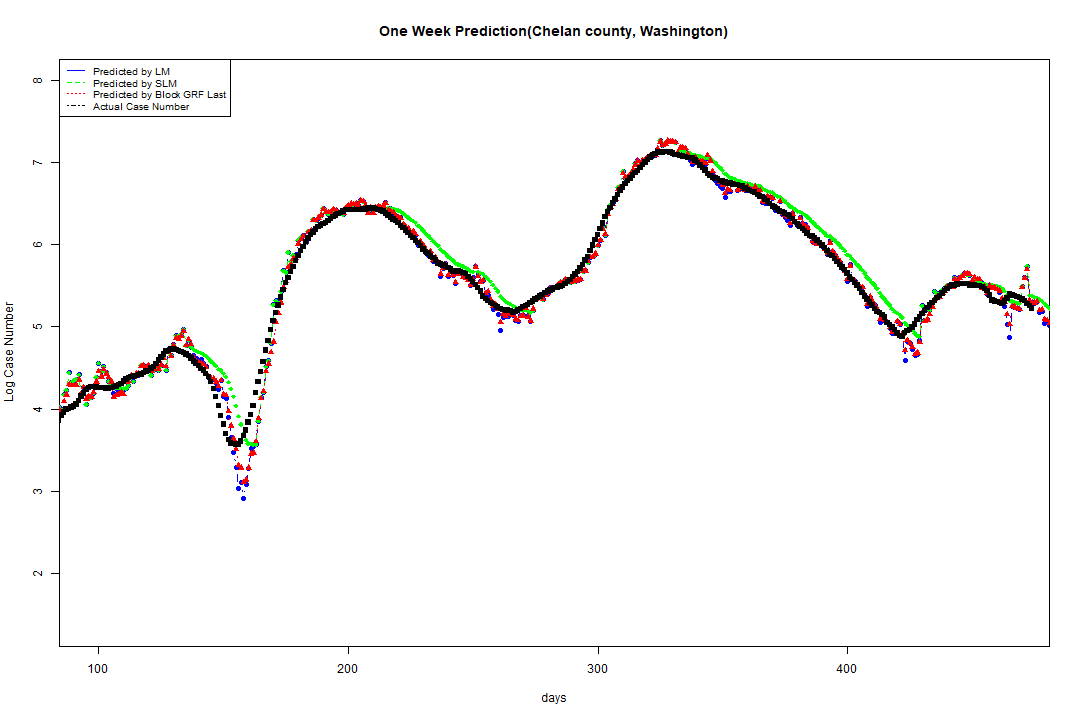 One Week Prediction(Chelan county, Washington)
Predicted by LM
Predicted by SLM
Predicted by Block GRF Last
Actual Case Number
8
7
6
5
4
3
2
Log Case Number
100 200 300 400
days